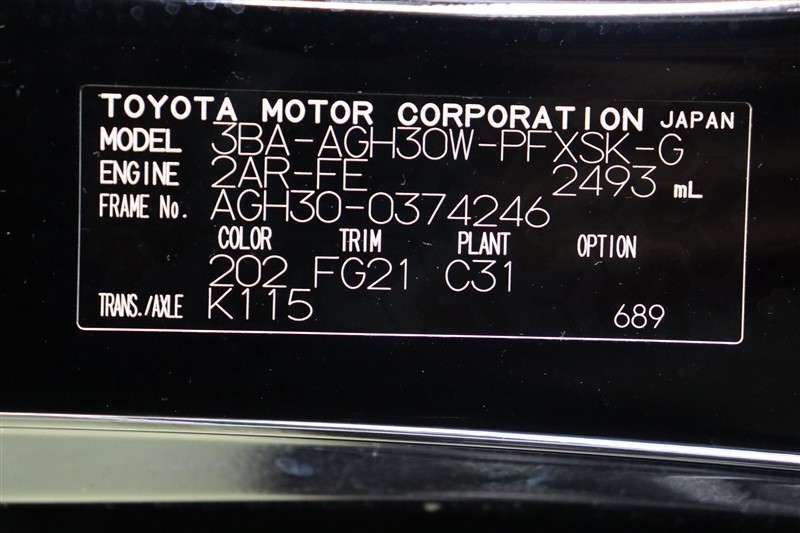 TOYOTA MOTOR CORPORATION JAPAN
MODEL 3BA-AGH30W-PFXSK-G
ENGINE 2AR-FE 2493 mL
FRAME No. AGH30-0374246
COLOR TRIM PLANT OPTION
202 FG21 C31
TRANS./AXLE K115 689